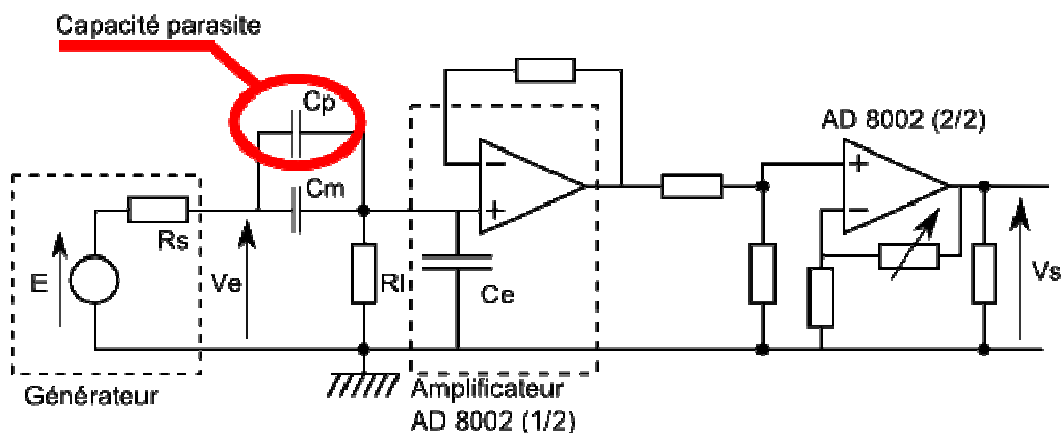 Capacité parasite
Cp
AD 8002 (2/2)
Cm
Rs
E
Ve
Rl
Ce
Vs
Générateur
Amplificateur
AD 8002 (1/2)